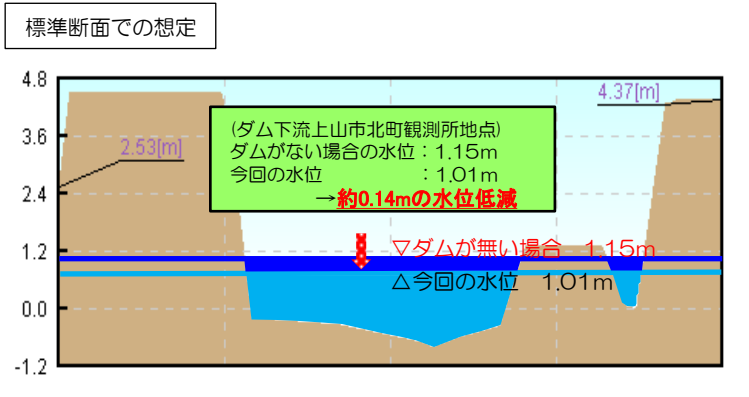 標準断面での想定
4.8
4.37[m]
3.6
2.53[m]
(ダム下流上山市北町観測所地点)
ダムがない場合の水位：1.15m
今回の水位　　　　　：1.01m
→約0.14mの水位低減
2.4
1.2
▽ダムが無い場合　1.15m
△今回の水位　1.01m
0.0
-1.2